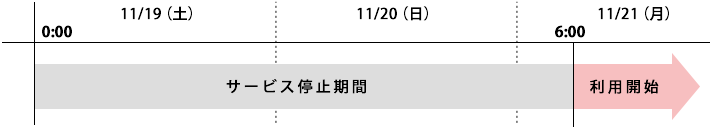 11/19（土）
11/20（日）
11/21（月）
0:00
6:00
サービス停止期間
利用開始